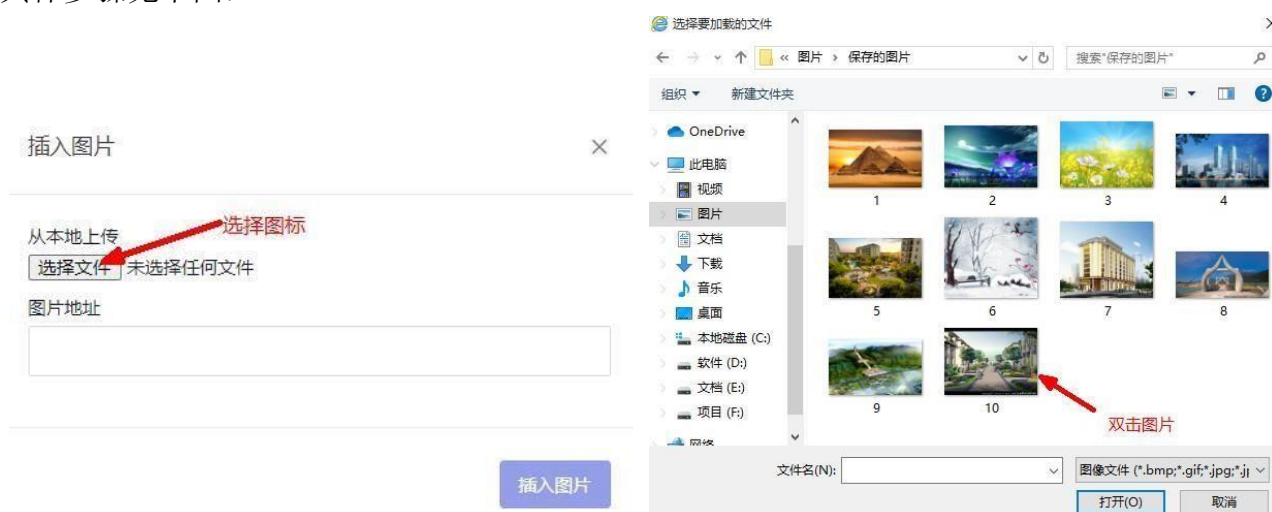 插入图片
选择图标
从本地上传
选择文件 未选择任何文件
图片地址
插入图片
选择要加载的文件
« 图片 › 保存的图片
搜索"保存的图片"
组织 新建文件夹
OneDrive
此电脑
视频
图片
文档
下载
音乐
桌面
本地磁盘 (C:)
软件 (D:)
文档 (E:)
项目 (F:)
网络
1 2 3 4
5 6 7 8
9 10
双击图片
文件名(N):
图像文件 (*.bmp;*.gif;*.jpg;*.j
打开(O) 取消